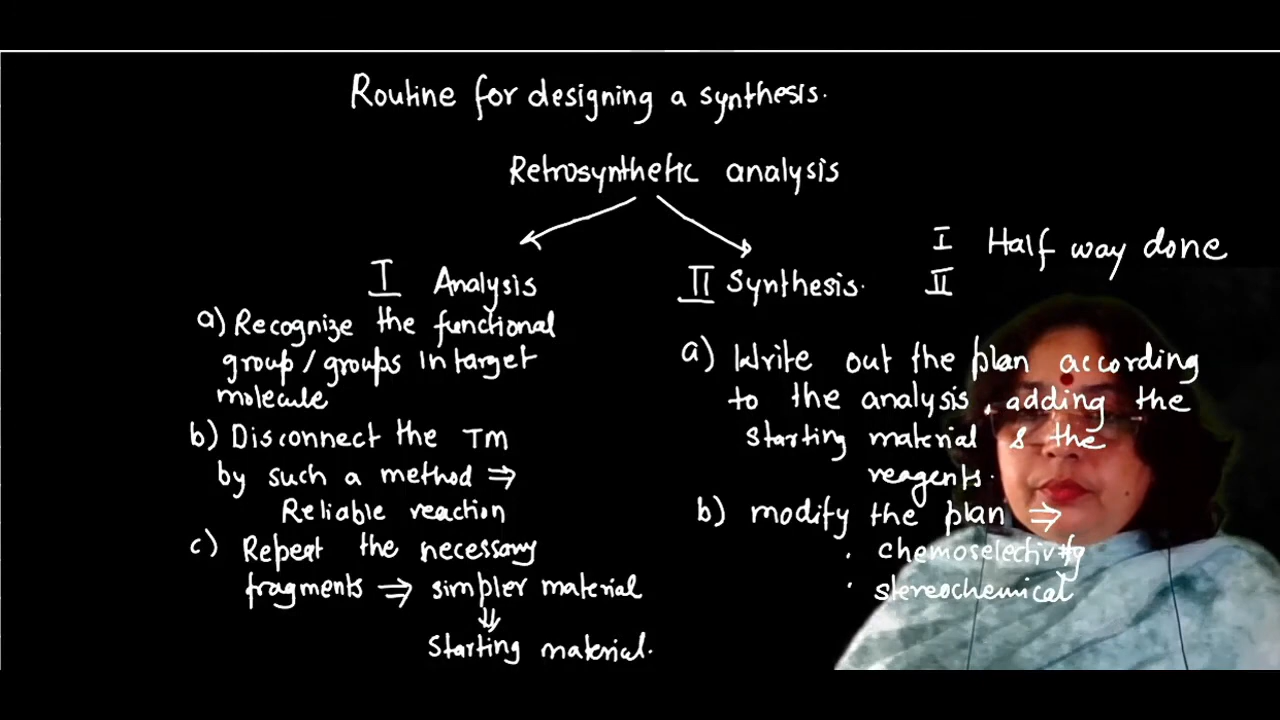 Routine for designing a synthesis.
Retrosynthetic analysis
I Analysis
a) Recognize the functional
group/groups in target
molecule
b) Disconnect the TM
by such a method ⇒
Reliable reaction
c) Repeat the necessary
fragments ⇒ simpler material
⇓
Starting material.
II Synthesis.
a) Write out the plan according
to the analysis, adding the
starting material & the
reagents.
b) modify the plan ⇒
· chemoselectivity
· stereochemical
I Half way done
II